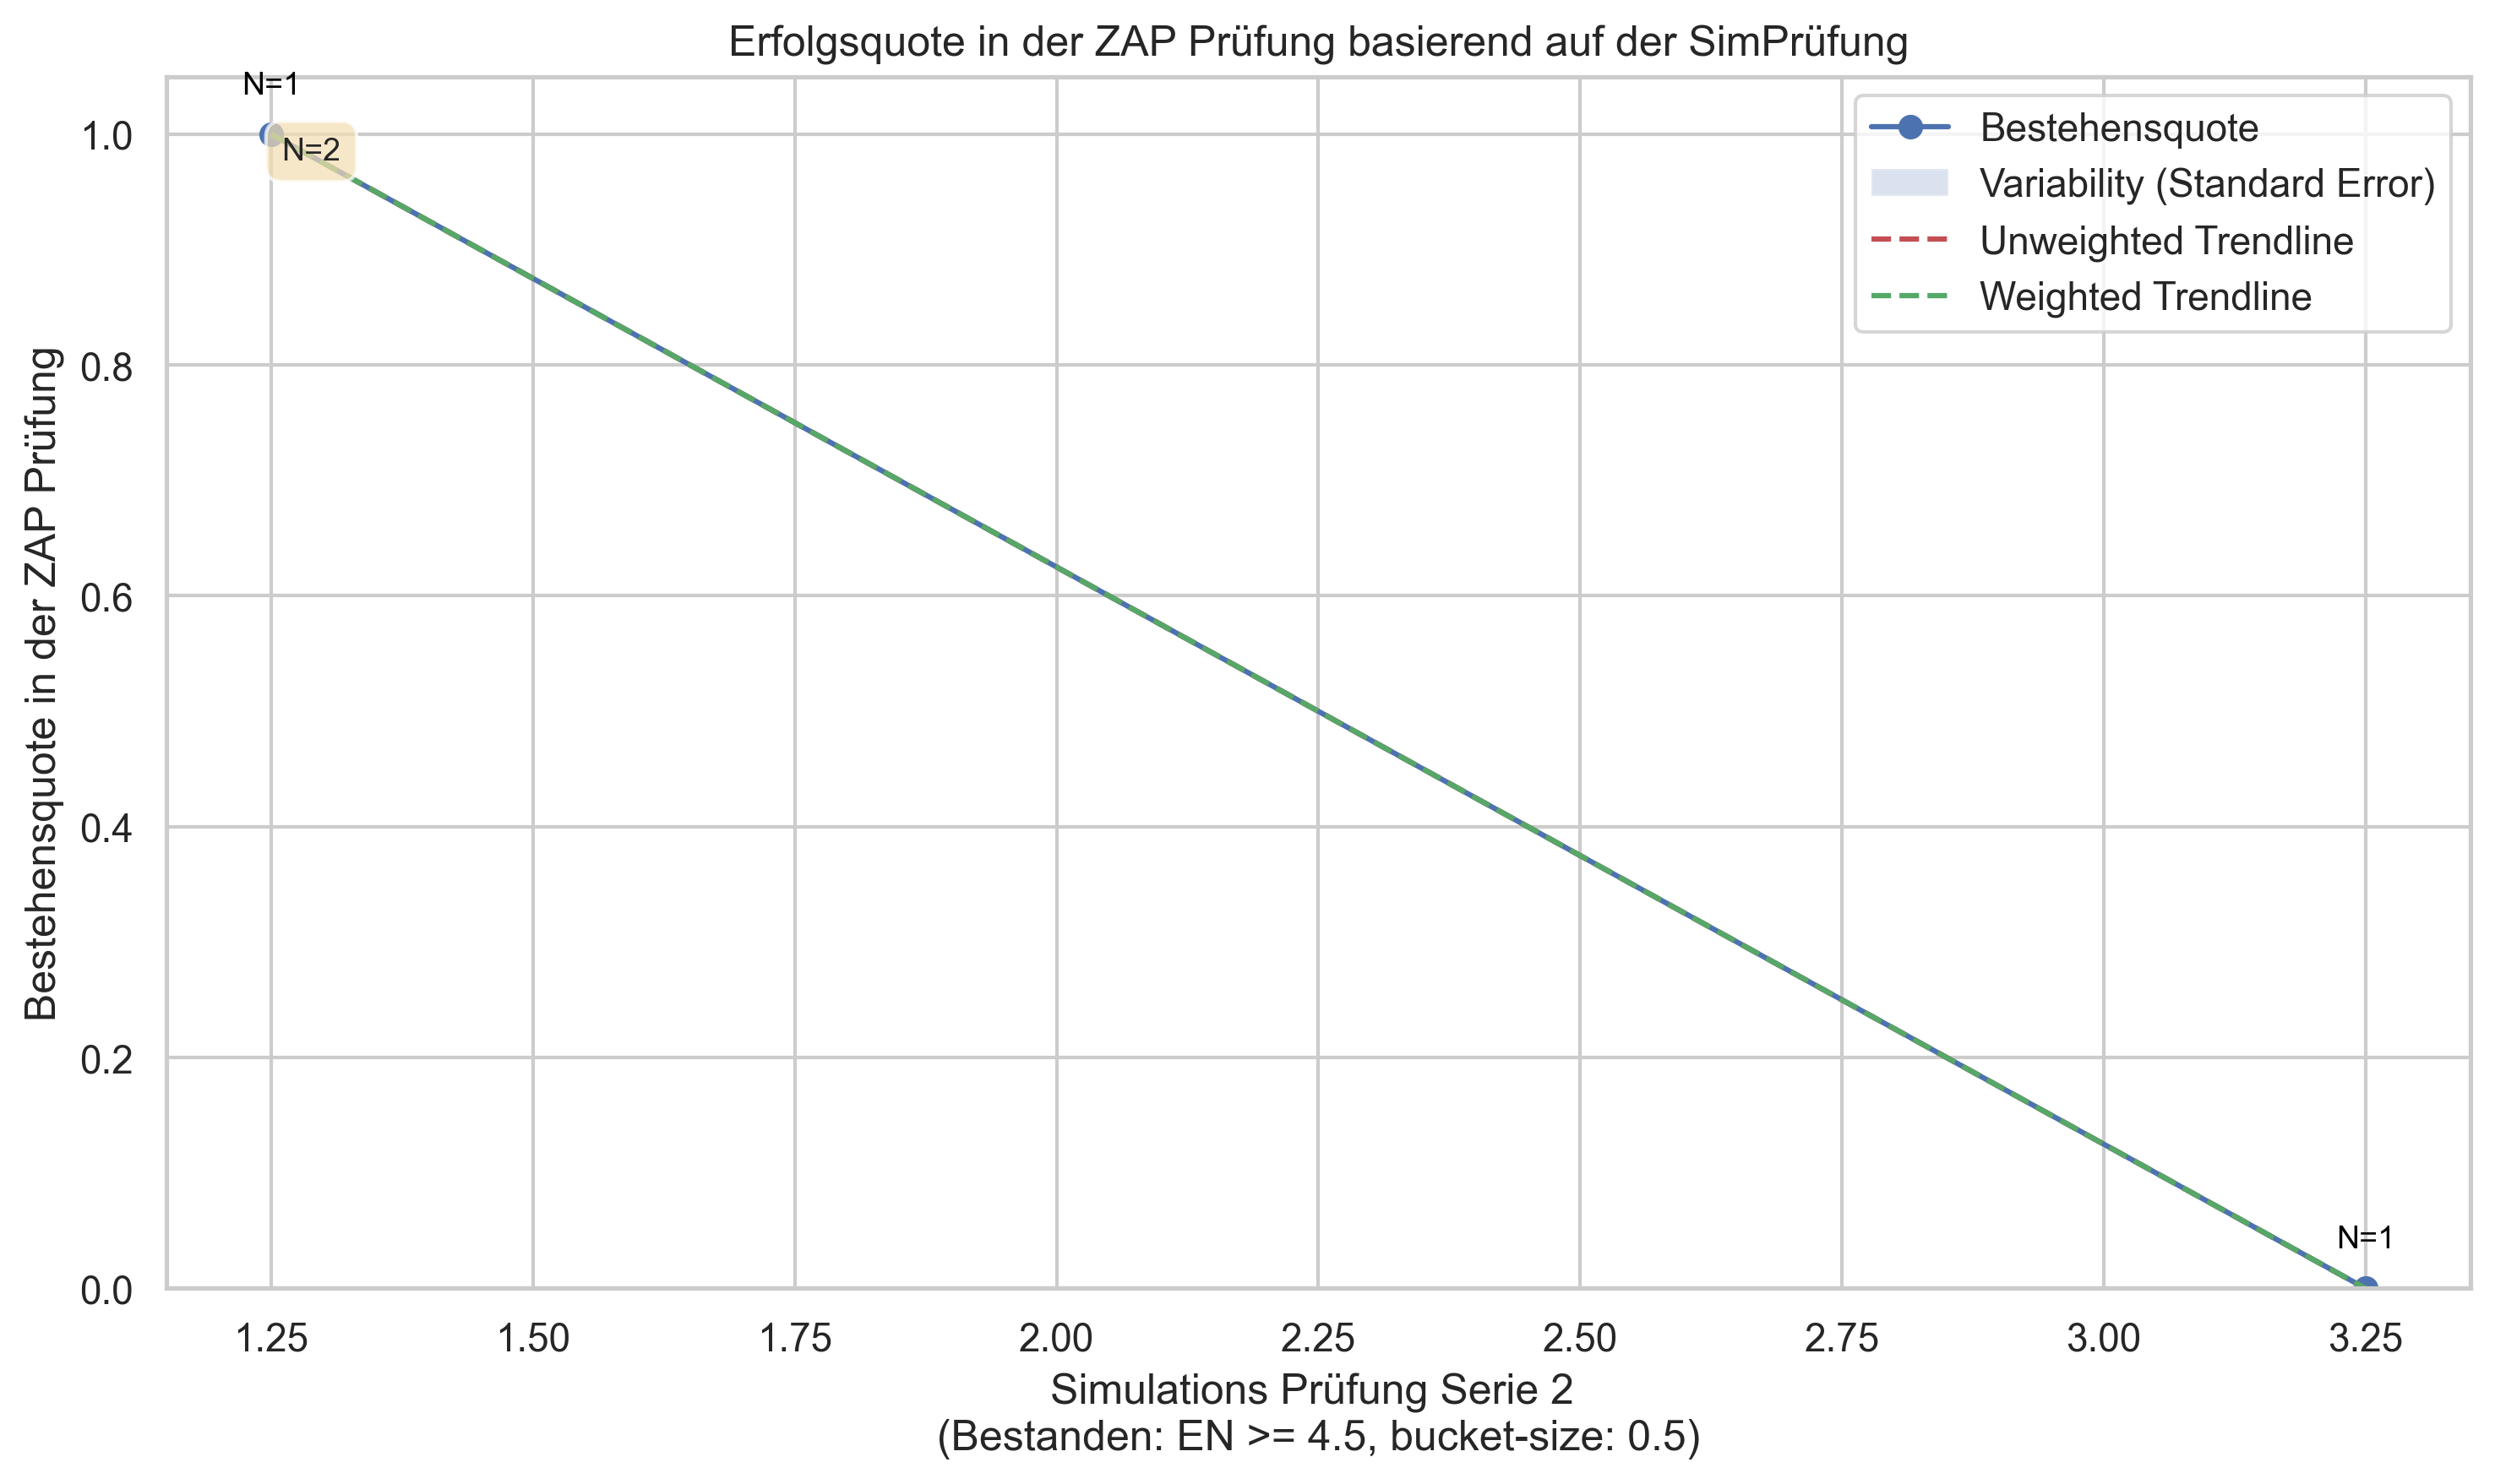 Erfolgsquote in der ZAP Prüfung basierend auf der SimPrüfung
N=1
N=2
Bestehensquote
Variability (Standard Error)
Unweighted Trendline
Weighted Trendline
Bestehensquote in der ZAP Prüfung
1.0
0.8
0.6
0.4
0.2
0.0
N=1
1.25 1.50 1.75 2.00 2.25 2.50 2.75 3.00 3.25
Simulations Prüfung Serie 2
(Bestanden: EN >= 4.5, bucket-size: 0.5)